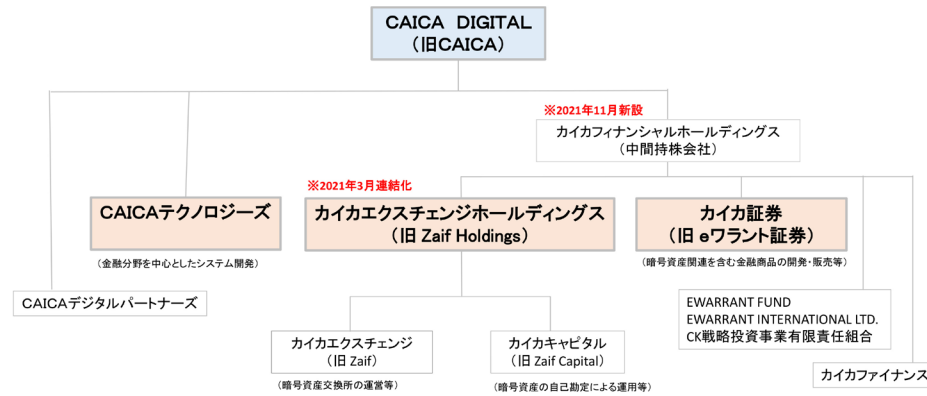 CAICA DIGITAL
（旧CAICA）
※2021年11月新設
カイカフィナンシャルホールディングス
（中間持株会社）
※2021年3月連結化
CAICAテクノロジーズ
（金融分野を中心としたシステム開発）
カイカエクスチェンジホールディングス
（旧 Zaif Holdings）
カイカ証券
（旧 eワラント証券）
（暗号資産関連を含む金融商品の開発・販売等）
CAICAデジタルパートナーズ
EWARRANT FUND
EWARRANT INTERNATIONAL LTD.
CK戦略投資事業有限責任組合
カイカエクスチェンジ
（旧 Zaif）
（暗号資産交換所の運営等）
カイカキャピタル
（旧 Zaif Capital）
（暗号資産の自己勘定による運用等）
カイカファイナンス